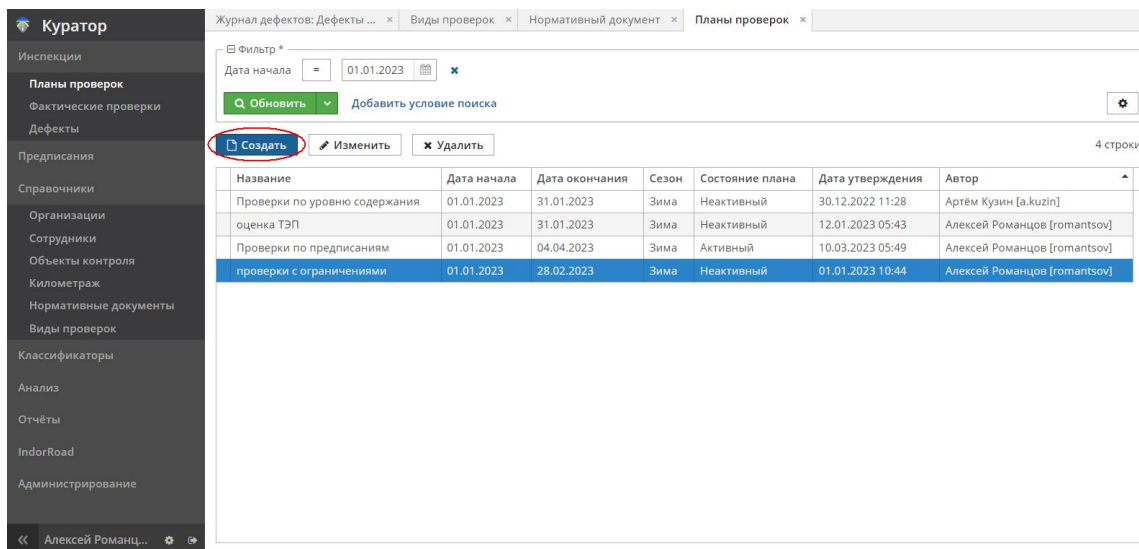 Куратор
Инспекции
Планы проверок
Фактические проверки
Дефекты
Предписания
Справочники
Организации
Сотрудники
Объекты контроля
Километраж
Нормативные документы
Виды проверок
Классификаторы
Анализ
Отчёты
IndorRoad
Администрирование
Алексей Романц...
Журнал дефектов: Дефекты ... × Виды проверок × Нормативный документ × Планы проверок ×
Фильтр *
Дата начала = 01.01.2023
Обновить Добавить условие поиска
Создать Изменить Удалить 4 строки
Название Дата начала Дата окончания Сезон Состояние плана Дата утверждения Автор
Проверки по уровню содержания 01.01.2023 31.01.2023 Зима Неактивный 30.12.2022 11:28 Артём Кузин [a.kuzin]
оценка ТЭП 01.01.2023 31.01.2023 Зима Неактивный 12.01.2023 05:43 Алексей Романцов [romantsov]
Проверки по предписаниям 01.01.2023 04.04.2023 Зима Активный 10.03.2023 05:49 Алексей Романцов [romantsov]
проверки с ограничениями 01.01.2023 28.02.2023 Зима Неактивный 01.01.2023 10:44 Алексей Романцов [romantsov]